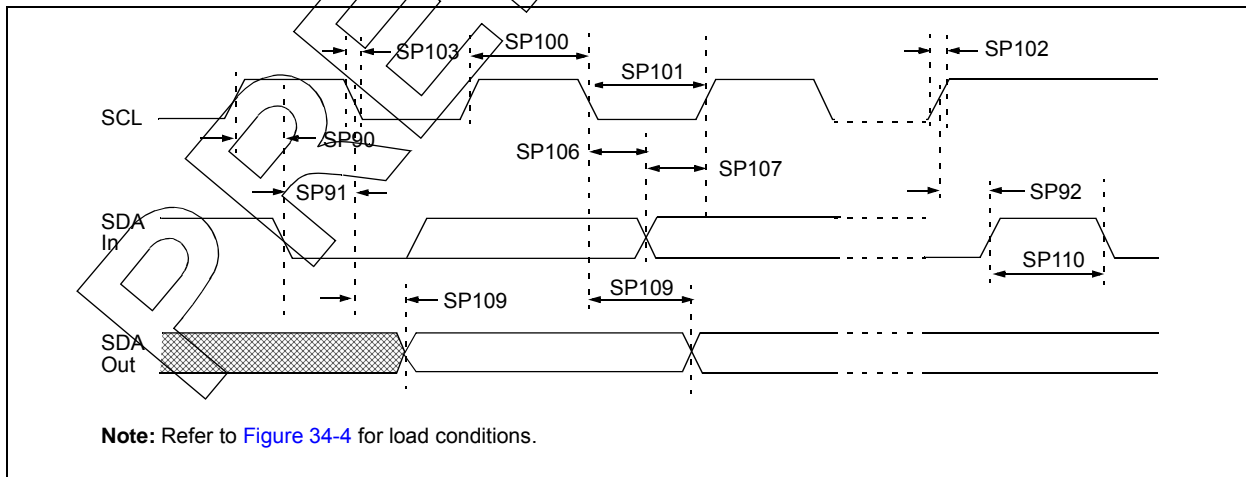 SP103
SP100
SP102
SP101
SCL
SP90
SP106
SP107
SP91
SP92
SDA
In
SP110
SP109
SP109
SDA
Out
Note: Refer to Figure 34-4 for load conditions.
PRE